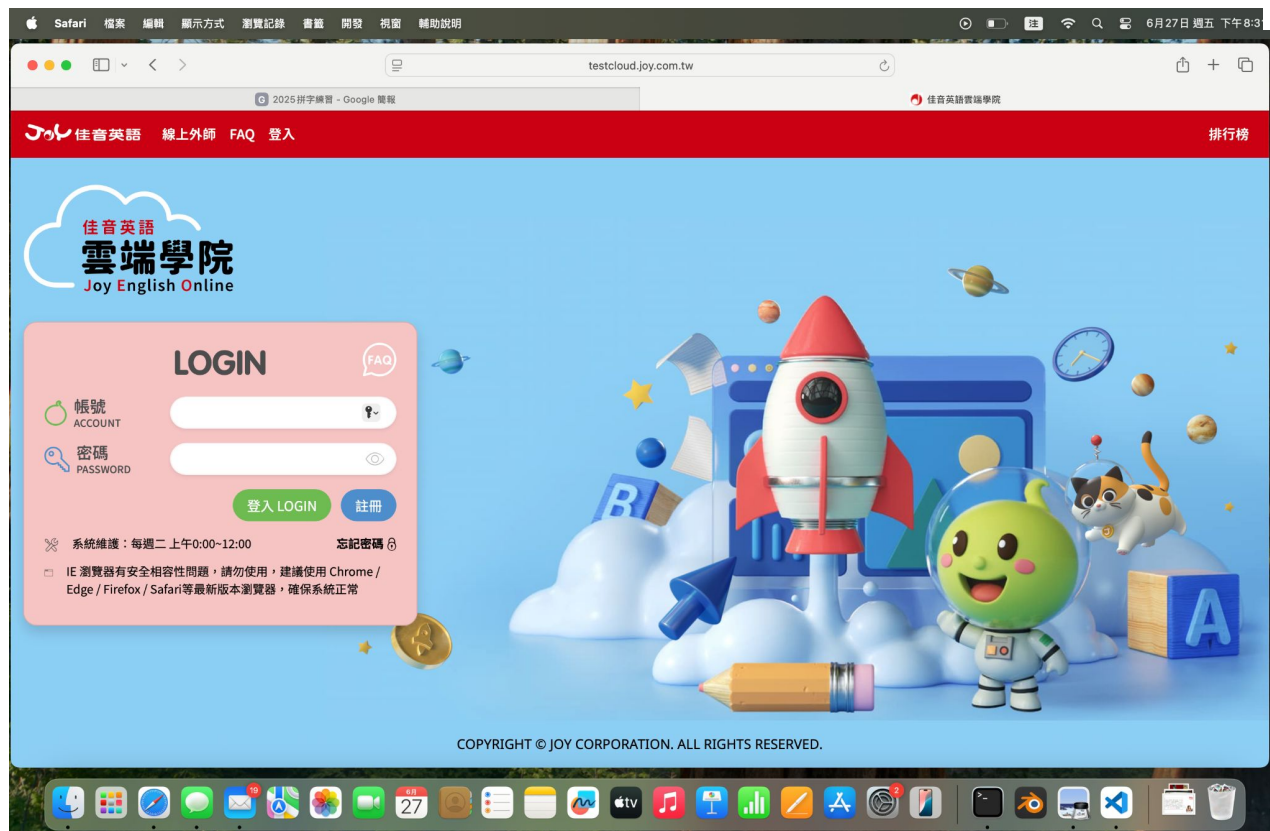 Safari 檔案 編輯 顯示方式 瀏覽記錄 書籤 開發 視窗 輔助說明 注 6月27日 週五 下午8:3
testcloud.joy.com.tw
G 2025拼字練習 - Google 簡報 佳音英語雲端學院
Joy 佳音英語 線上外師 FAQ 登入 排行榜
佳音英語
雲端學院
Joy English Online
LOGIN FAQ
帳號
ACCOUNT
密碼
PASSWORD
登入 LOGIN 註冊
系統維護：每週二 上午0:00~12:00 忘記密碼
IE 瀏覽器有安全相容性問題，請勿使用，建議使用 Chrome /
Edge / Firefox / Safari等最新版本瀏覽器，確保系統正常
B
A
COPYRIGHT © JOY CORPORATION. ALL RIGHTS RESERVED.
19 6月 27 tv 2